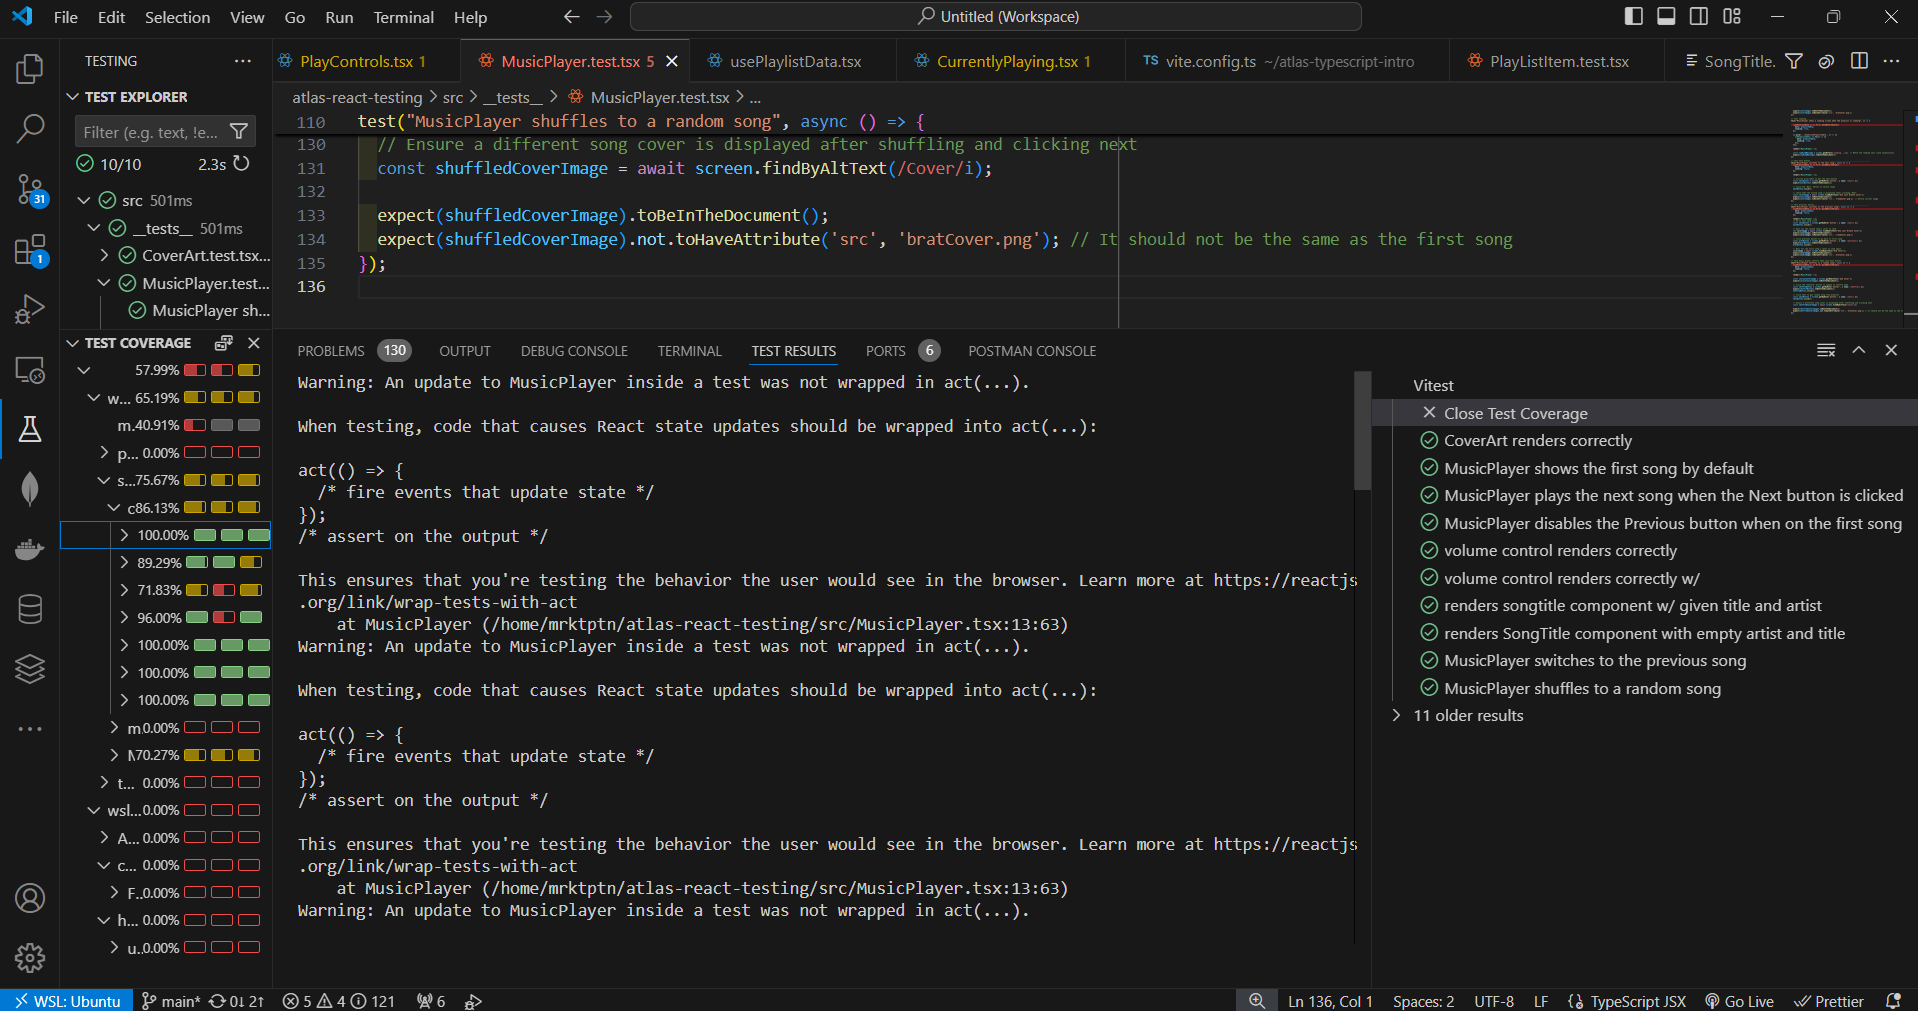 File Edit Selection View Go Run Terminal Help
Untitled (Workspace)
TESTING
PlayControls.tsx 1
MusicPlayer.test.tsx 5
usePlaylistData.tsx
CurrentlyPlaying.tsx 1
TS vite.config.ts ~/atlas-typescript-intro
PlayListItem.test.tsx
SongTitle.
TEST EXPLORER
Filter (e.g. text, !e...
10/10 2.3s
31
src 501ms
__tests__ 501ms
1
CoverArt.test.tsx...
MusicPlayer.test...
MusicPlayer sh...
atlas-react-testing > src > __tests__ > MusicPlayer.test.tsx > ...
110 test("MusicPlayer shuffles to a random song", async () => {
130 // Ensure a different song cover is displayed after shuffling and clicking next
131 const shuffledCoverImage = await screen.findByAltText(/Cover/i);
132
133 expect(shuffledCoverImage).toBeInTheDocument();
134 expect(shuffledCoverImage).not.toHaveAttribute('src', 'bratCover.png'); // It should not be the same as the first song
135 });
136
TEST COVERAGE
57.99%
w... 65.19%
m.40.91%
p... 0.00%
s...75.67%
c86.13%
100.00%
89.29%
71.83%
96.00%
100.00%
100.00%
100.00%
m.0.00%
70.27%
t... 0.00%
wsl...0.00%
A...0.00%
c... 0.00%
F..0.00%
h... 0.00%
u..0.00%
PROBLEMS 130 OUTPUT DEBUG CONSOLE TERMINAL TEST RESULTS PORTS 6 POSTMAN CONSOLE
Warning: An update to MusicPlayer inside a test was not wrapped in act(...).
When testing, code that causes React state updates should be wrapped into act(...):
act(() => {
/* fire events that update state */
});
/* assert on the output */
This ensures that you're testing the behavior the user would see in the browser. Learn more at https://reactjs
.org/link/wrap-tests-with-act
at MusicPlayer (/home/mrktptn/atlas-react-testing/src/MusicPlayer.tsx:13:63)
Warning: An update to MusicPlayer inside a test was not wrapped in act(...).
When testing, code that causes React state updates should be wrapped into act(...):
act(() => {
/* fire events that update state */
});
/* assert on the output */
This ensures that you're testing the behavior the user would see in the browser. Learn more at https://reactjs
.org/link/wrap-tests-with-act
at MusicPlayer (/home/mrktptn/atlas-react-testing/src/MusicPlayer.tsx:13:63)
Warning: An update to MusicPlayer inside a test was not wrapped in act(...).
Vitest
Close Test Coverage
CoverArt renders correctly
MusicPlayer shows the first song by default
MusicPlayer plays the next song when the Next button is clicked
MusicPlayer disables the Previous button when on the first song
volume control renders correctly
volume control renders correctly w/
renders songtitle component w/ given title and artist
renders SongTitle component with empty artist and title
MusicPlayer switches to the previous song
MusicPlayer shuffles to a random song
11 older results
WSL: Ubuntu main* 0↓ 2↑ 5 4 121 6 Ln 136, Col 1 Spaces: 2 UTF-8 LF TypeScript JSX Go Live Prettier